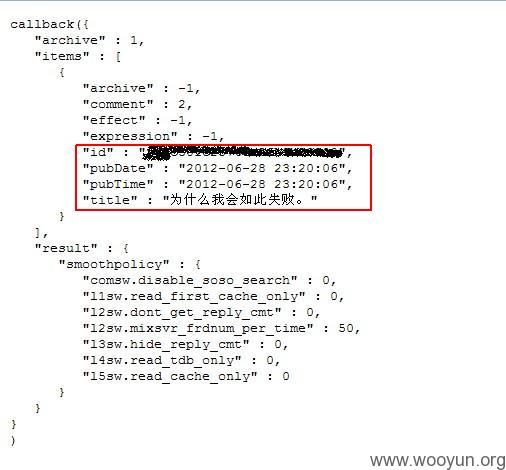 callback({
"archive" : 1,
"items" : [
{
"archive" : -1,
"comment" : 2,
"effect" : -1,
"expression" : -1,
"id" : "
"pubDate" : "2012-06-28 23:20:06",
"pubTime" : "2012-06-28 23:20:06",
"title" : "为什么我会如此失败。"
}
],
"result" : {
"smoothpolicy" : {
"comsw.disable_soso_search" : 0,
"l1sw.read_first_cache_only" : 0,
"l2sw.dont_get_reply_cmt" : 0,
"l2sw.mixsvr_frdnum_per_time" : 50,
"l3sw.hide_reply_cmt" : 0,
"l4sw.read_tdb_only" : 0,
"l5sw.read_cache_only" : 0
}
}
}
)
www.wooyun.org